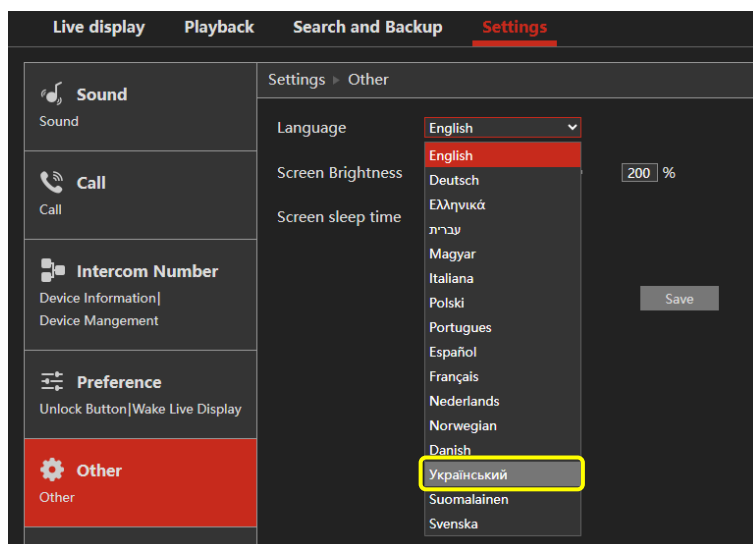 Live display Playback Search and Backup Settings
Sound
Sound
Call
Call
Intercom Number
Device Information|
Device Mangement
Preference
Unlock Button|Wake Live Display
Other
Other
Settings Other
Language English
Screen Brightness 200 %
Screen sleep time
English
Deutsch
Ελληνικά
עברית
Magyar
Italiana
Polski
Portugues
Español
Français
Nederlands
Norwegian
Danish
Український
Suomalainen
Svenska
Save